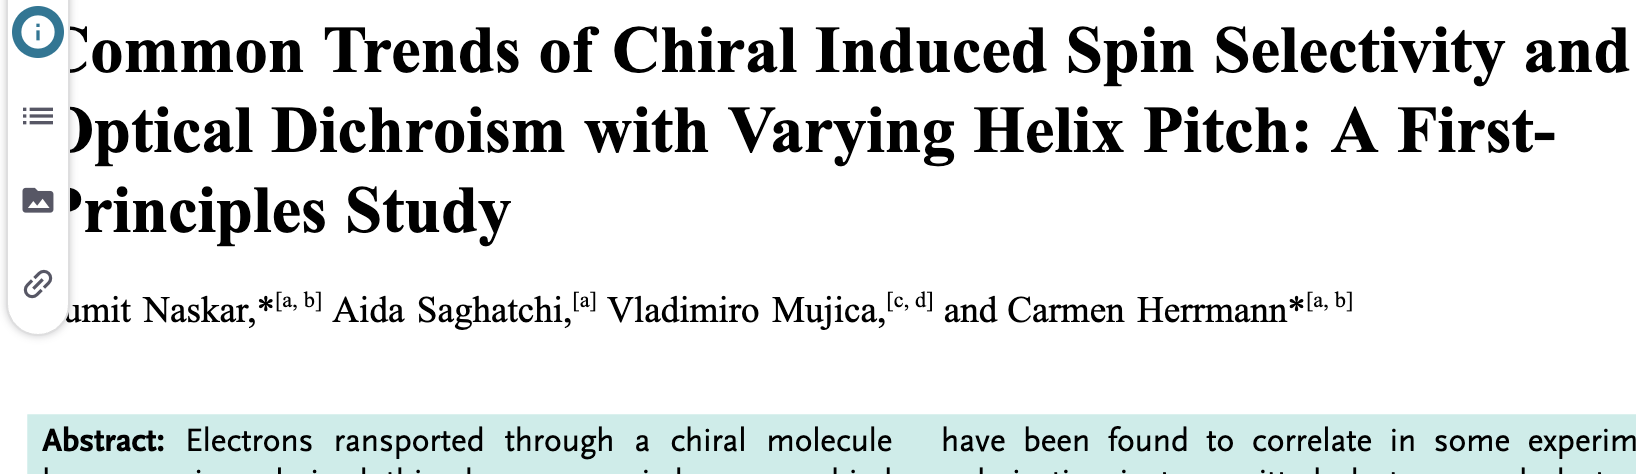 Common Trends of Chiral Induced Spin Selectivity and
Optical Dichroism with Varying Helix Pitch: A First-
Principles Study
umit Naskar,*[a, b] Aida Saghatchi,[a] Vladimiro Mujica,[c, d] and Carmen Herrmann*[a, b]
Abstract: Electrons ransported through a chiral molecule
have been found to correlate in some experim